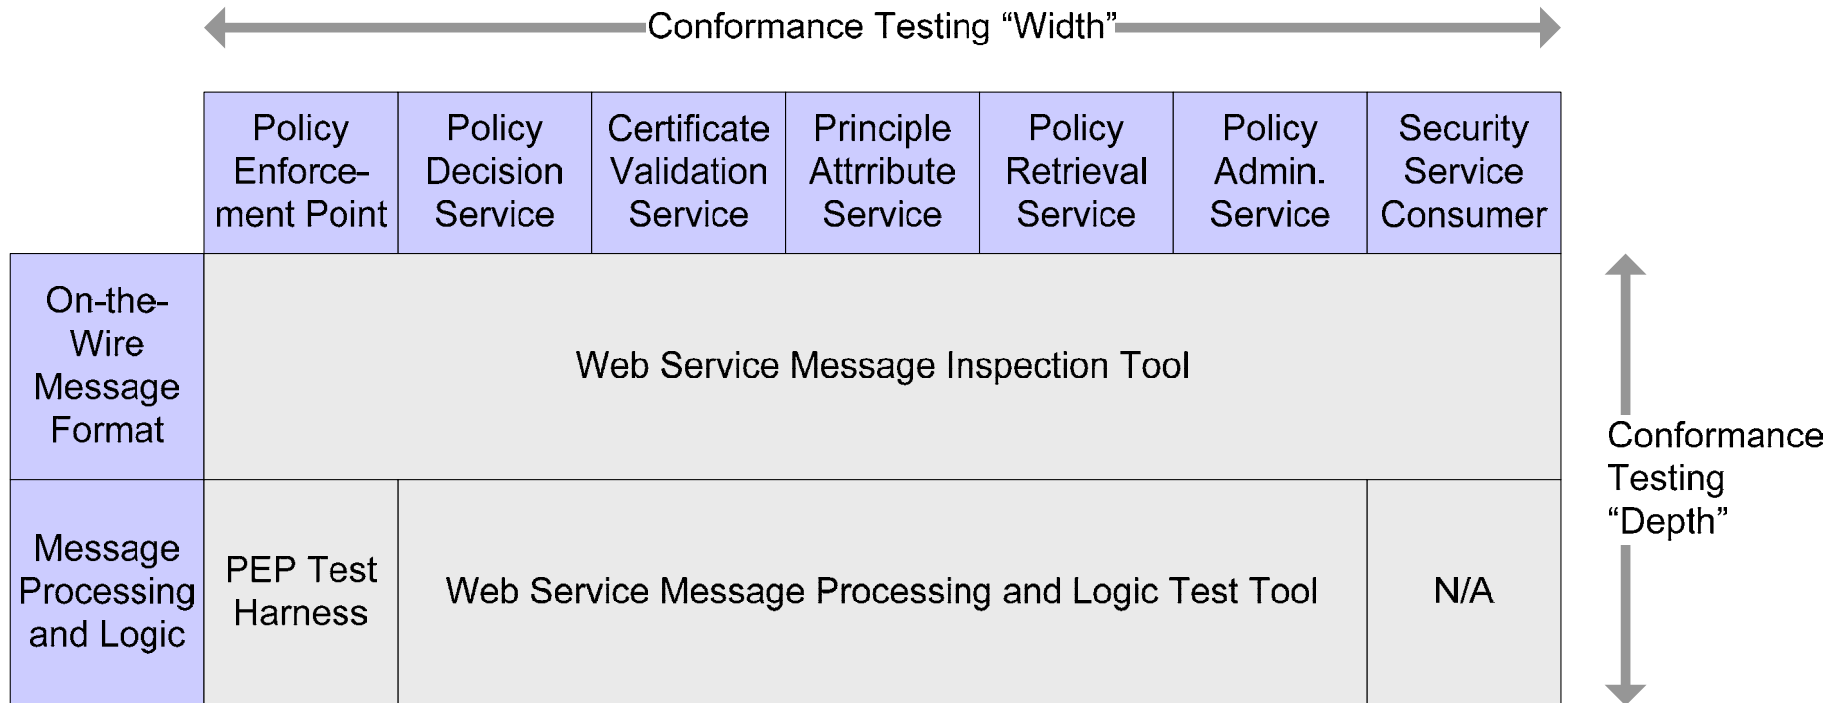 Conformance Testing “Width”
Policy
Enforce-
ment Point
Policy
Decision
Service
Certificate
Validation
Service
Principle
Attrribute
Service
Policy
Retrieval
Service
Policy
Admin.
Service
Security
Service
Consumer
On-the-
Wire
Message
Format
Web Service Message Inspection Tool
Conformance
Testing
“Depth”
Message
Processing
and Logic
PEP Test
Harness
Web Service Message Processing and Logic Test Tool
N/A